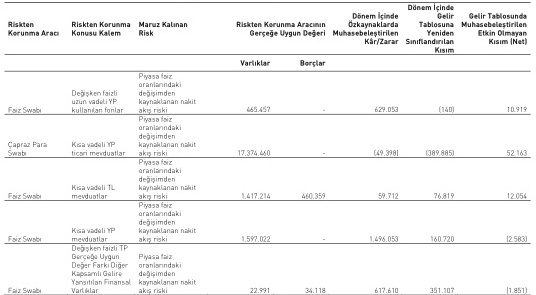 Riskten Korunma Aracı
Riskten Korunma Konusu Kalem
Maruz Kalınan Risk
Riskten Korunma Aracının Gerçeğe Uygun Değeri
Dönem İçinde Özkaynaklarda Muhasebeleştirilen Kâr/Zarar
Dönem İçinde Gelir Tablosuna Yeniden Sınıflandırılan Kısım
Gelir Tablosunda Muhasebeleştirilen Etkin Olmayan Kısım (Net)
Varlıklar Borçlar
Faiz Swabı
Değişken faizli uzun vadeli YP kullanılan fonlar
Piyasa faiz oranlarındaki değişimden kaynaklanan nakit akış riski
465.457 - 629.053 (140) 10.919
Çapraz Para Swabı
Kısa vadeli YP ticari mevduatlar
Piyasa faiz oranlarındaki değişimden kaynaklanan nakit akış riski
17.374.460 - (49.398) (389.885) 52.163
Faiz Swabı
Kısa vadeli TL mevduatlar
Piyasa faiz oranlarındaki değişimden kaynaklanan nakit akış riski
1.417.214 460.359 59.712 76.819 12.054
Faiz Swabı
Kısa vadeli YP mevduatlar
Piyasa faiz oranlarındaki değişimden kaynaklanan nakit akış riski
1.597.022 - 1.496.053 160.720 (2.583)
Faiz Swabı
Değişken faizli TP Gerçeğe Uygun Değer Farkı Diğer Kapsamlı Gelire Yansıtılan Finansal Varlıklar
Piyasa faiz oranlarındaki değişimden kaynaklanan nakit akış riski
22.991 34.118 617.610 351.107 (1.851)